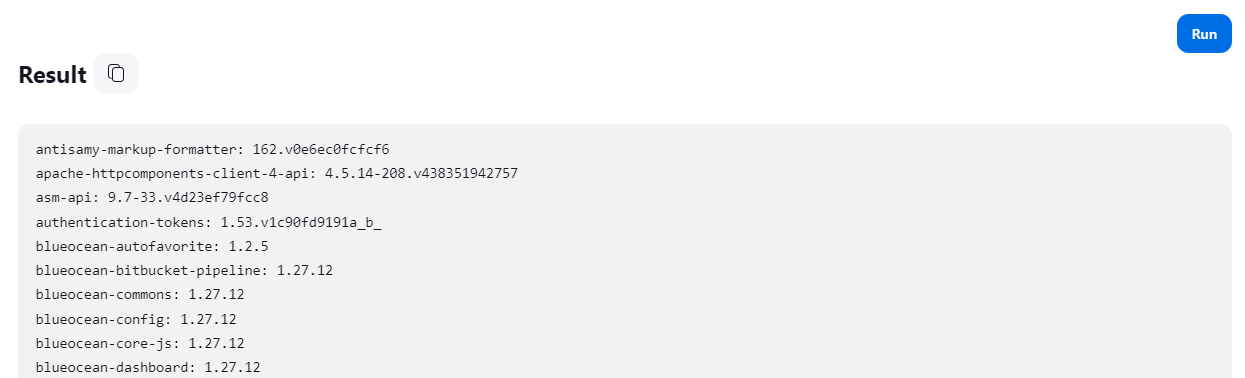 Run
Result
antisamy-markup-formatter: 162.v0e6ec0fcfcf6
apache-httpcomponents-client-4-api: 4.5.14-208.v438351942757
asm-api: 9.7-33.v4d23ef79fcc8
authentication-tokens: 1.53.v1c90fd9191a_b_
blueocean-autofavorite: 1.2.5
blueocean-bitbucket-pipeline: 1.27.12
blueocean-commons: 1.27.12
blueocean-config: 1.27.12
blueocean-core-js: 1.27.12
blueocean-dashboard: 1.27.12